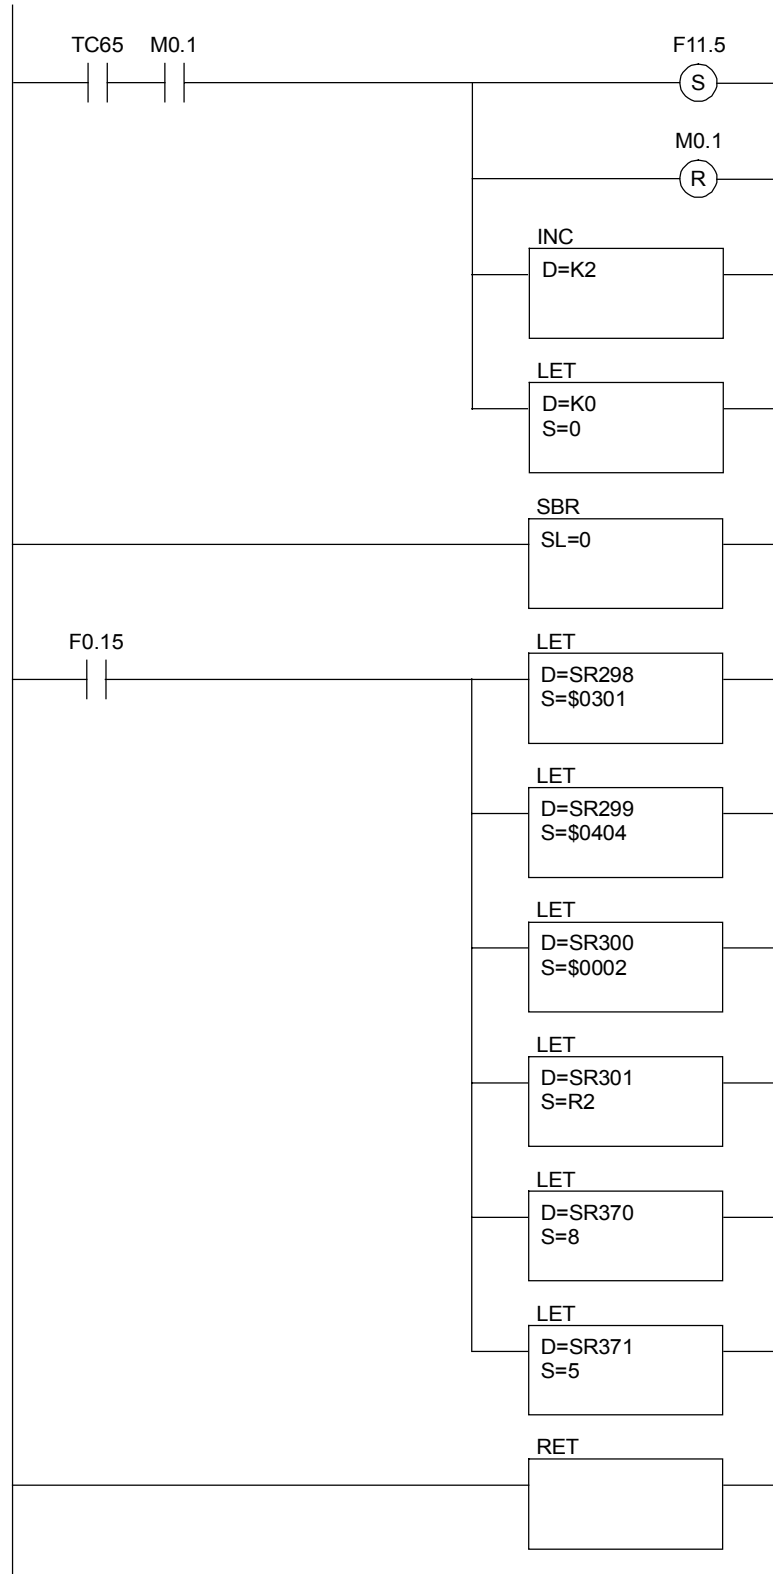 TC65 M0.1 F11.5
S
M0.1
R
INC
D=K2
LET
D=K0
S=0
SBR
SL=0
F0.15
LET
D=SR298
S=$0301
LET
D=SR299
S=$0404
LET
D=SR300
S=$0002
LET
D=SR301
S=R2
LET
D=SR370
S=8
LET
D=SR371
S=5
RET